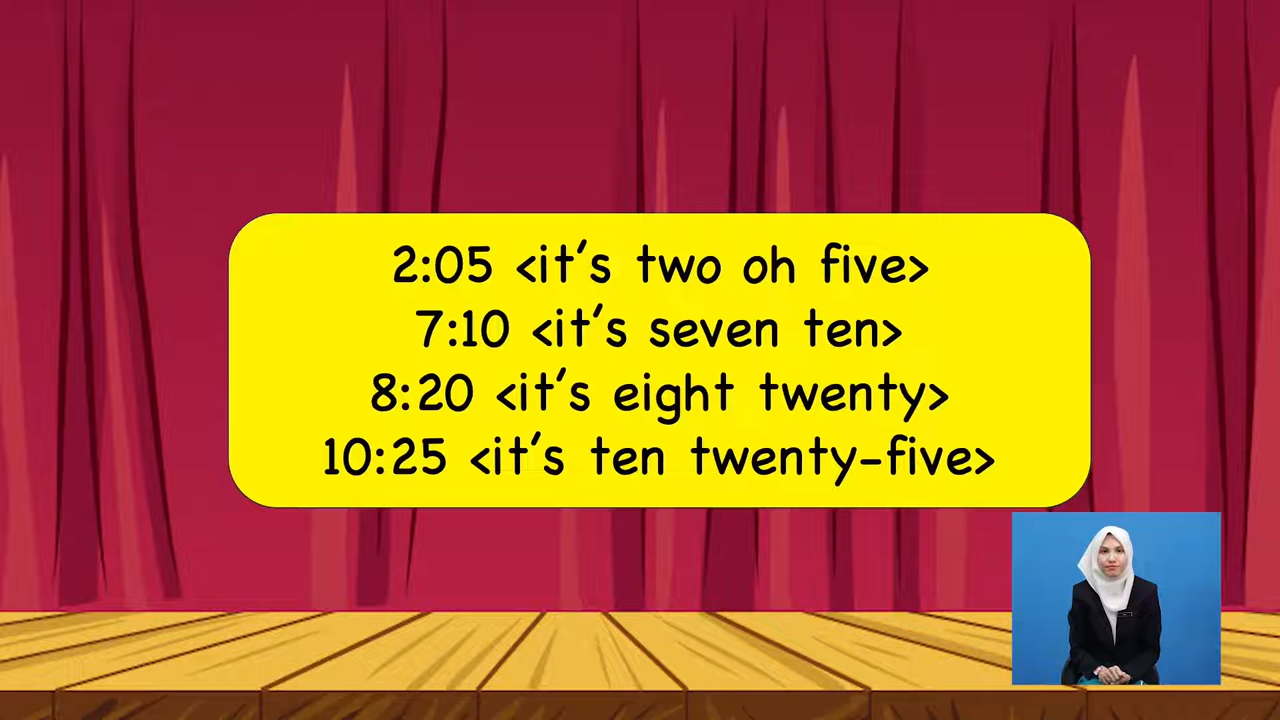 2:05 <it's two oh five>
7:10 <it's seven ten>
8:20 <it's eight twenty>
10:25 <it's ten twenty-five>